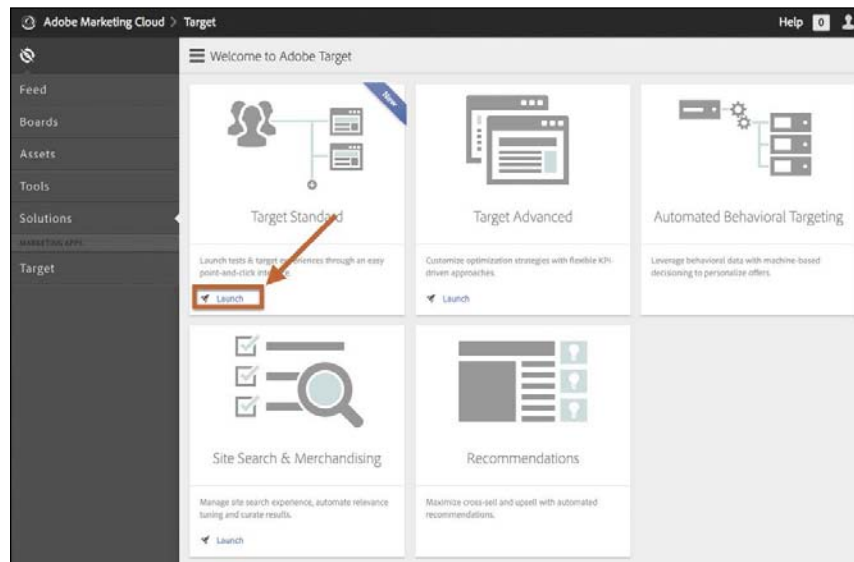 Adobe Marketing Cloud > Target
Help 0
Welcome to Adobe Target
Feed
Boards
Assets
Tools
Solutions
MARKETING APPS
Target
New
Target Standard
Launch tests & target experiences through an easy
point-and-click interface.
Launch
Target Advanced
Customize optimization strategies with flexible KPI-
driven approaches.
Launch
Automated Behavioral Targeting
Leverage behavioral data with machine-based
decisioning to personalize offers.
Site Search & Merchandising
Manage site search experience, automate relevance
tuning and curate results.
Launch
Recommendations
Maximize cross-sell and upsell with automated
recommendations.